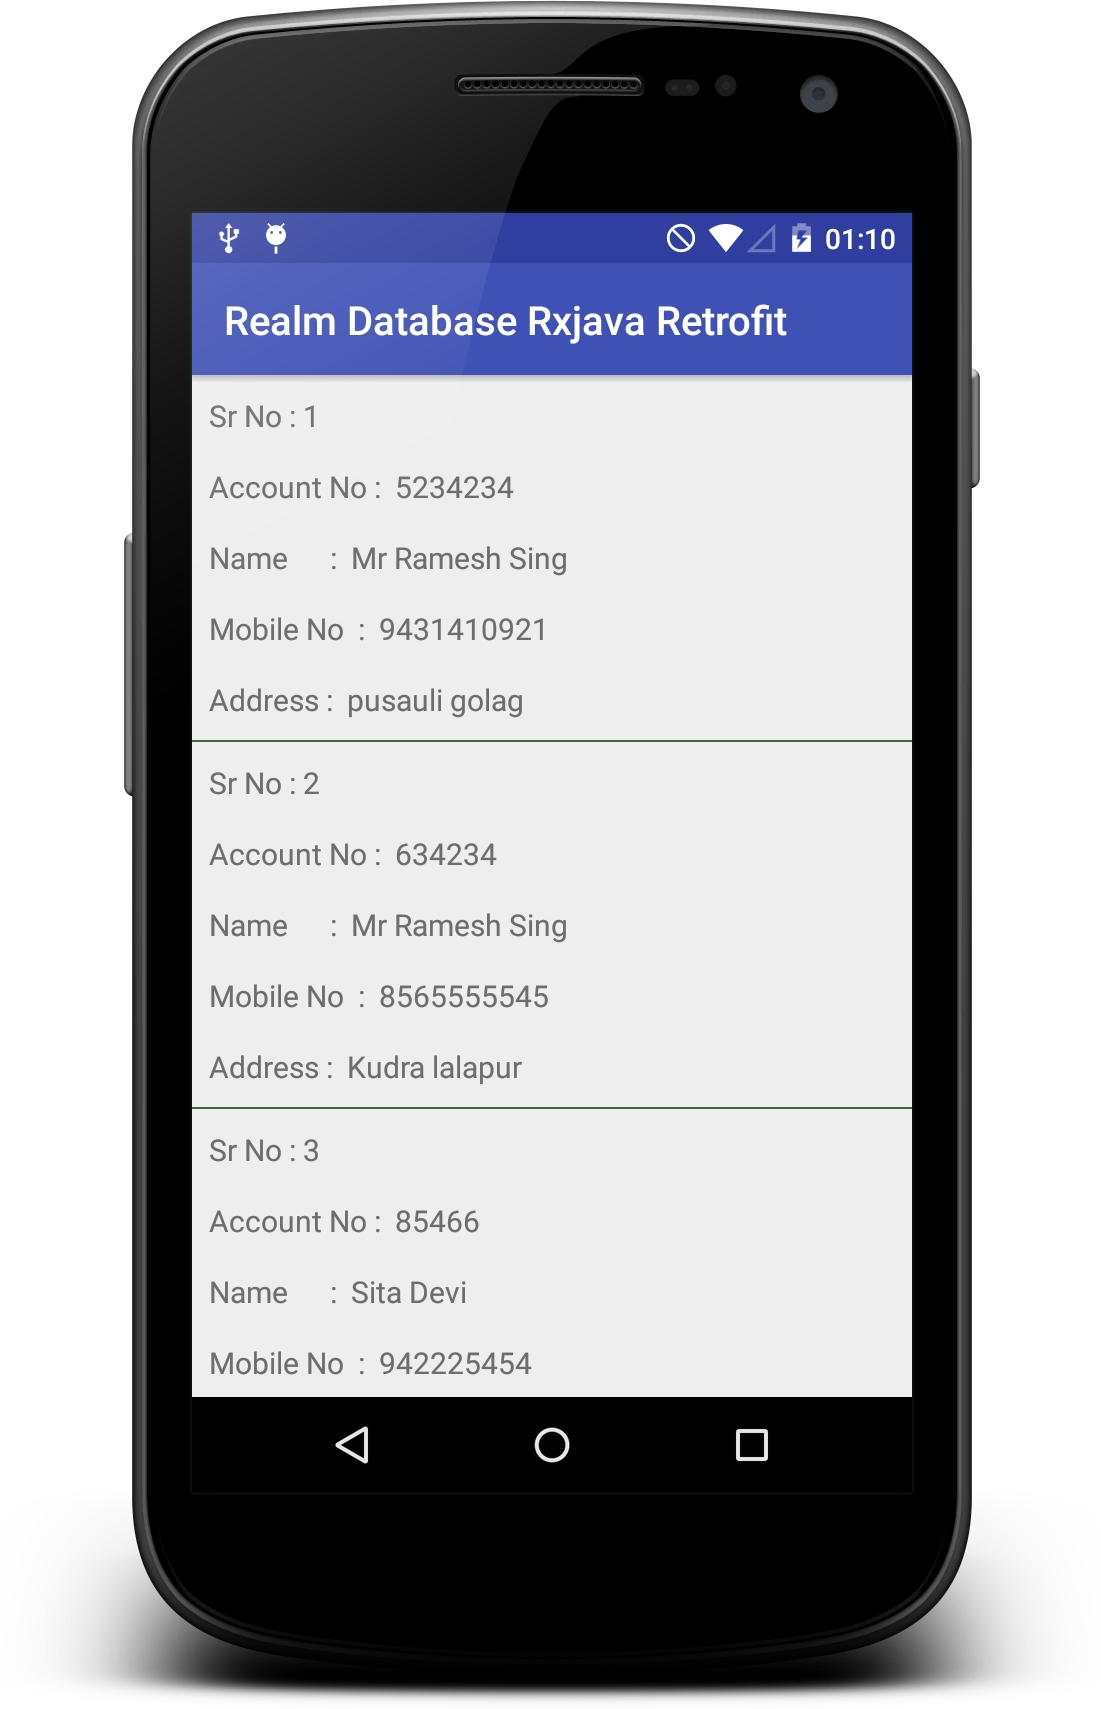 01:10
Realm Database Rxjava Retrofit
Sr No : 1
Account No :  5234234
Name      :  Mr Ramesh Sing
Mobile No  :  9431410921
Address :  pusauli golag
Sr No : 2
Account No :  634234
Name      :  Mr Ramesh Sing
Mobile No  :  8565555545
Address :  Kudra lalapur
Sr No : 3
Account No :  85466
Name      :  Sita Devi
Mobile No  :  942225454